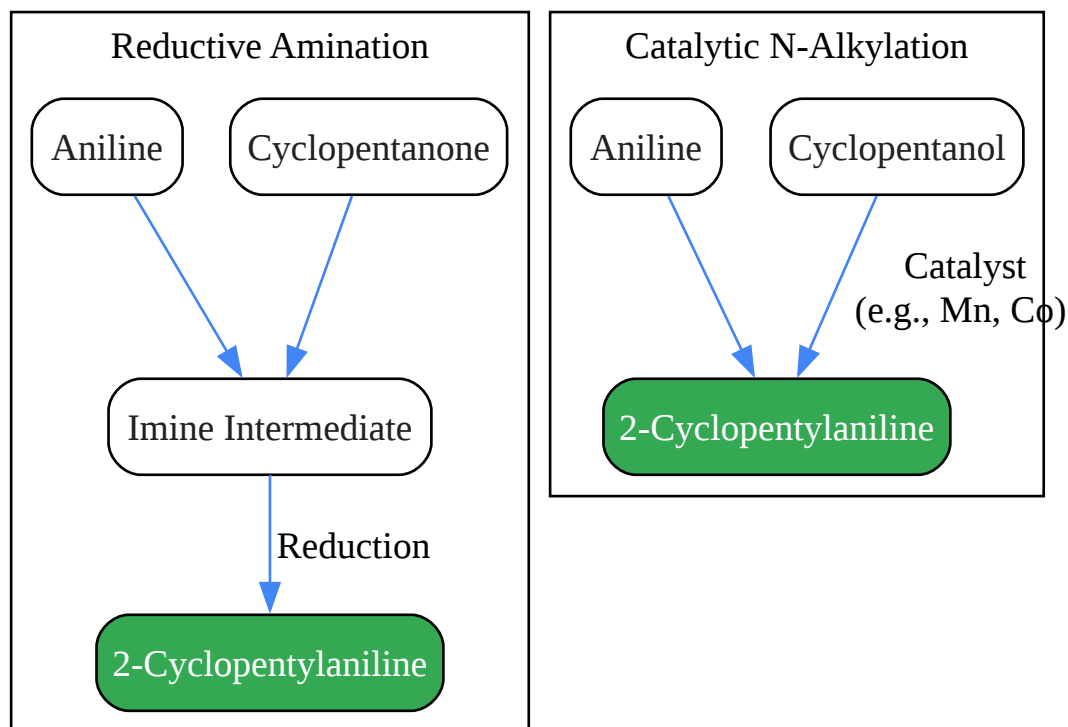 Reductive Amination
Aniline
Cyclopentanone
Imine Intermediate
Reduction
2-Cyclopentylaniline
Catalytic N-Alkylation
Aniline
Cyclopentanol
Catalyst
(e.g., Mn, Co)
2-Cyclopentylaniline